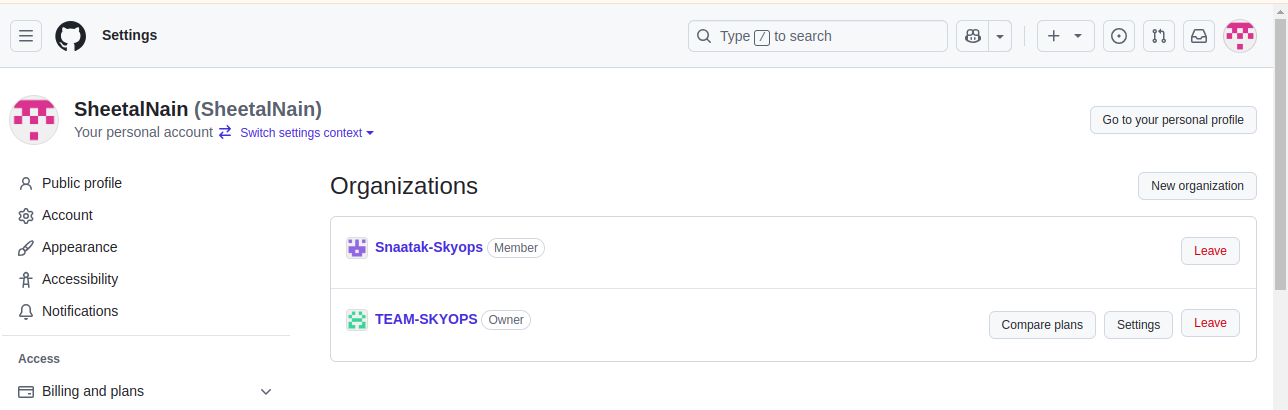 Settings
Type / to search
SheetalNain (SheetalNain)
Your personal account Switch settings context
Go to your personal profile
Public profile
Account
Appearance
Accessibility
Notifications
Access
Billing and plans
Organizations
New organization
Snaatak-Skyops Member
Leave
TEAM-SKYOPS Owner
Compare plans Settings Leave